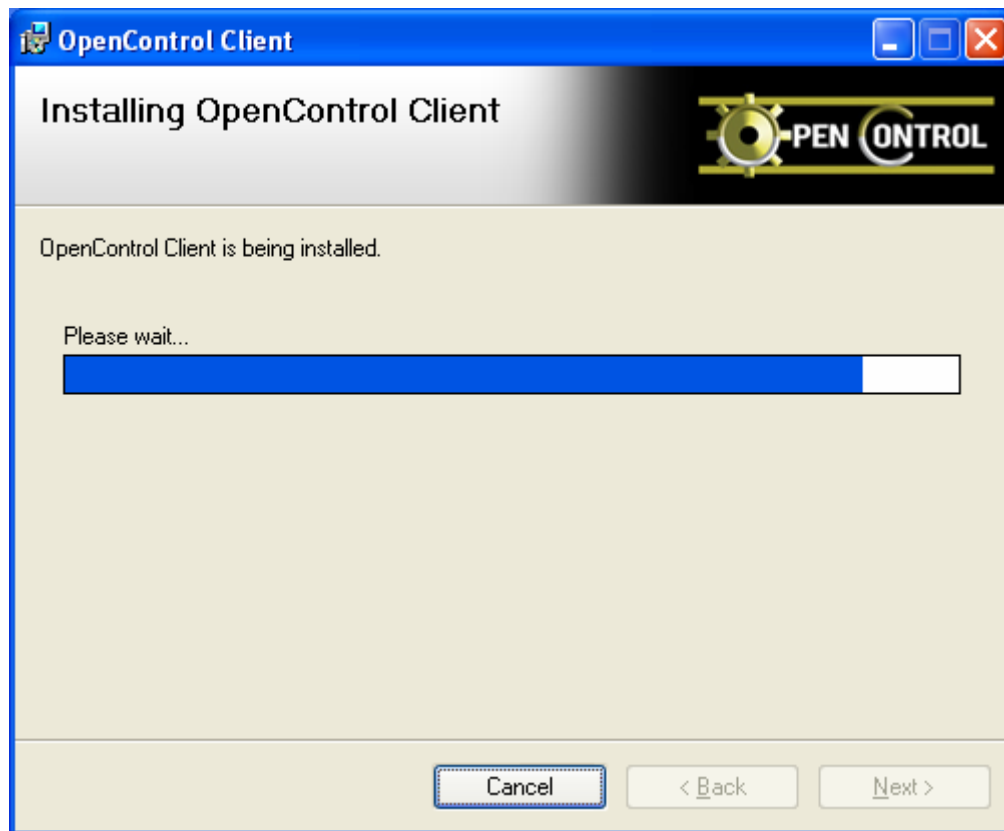 OpenControl Client
Installing OpenControl Client
OPEN CONTROL
OpenControl Client is being installed.
Please wait...
Cancel
< Back
Next >